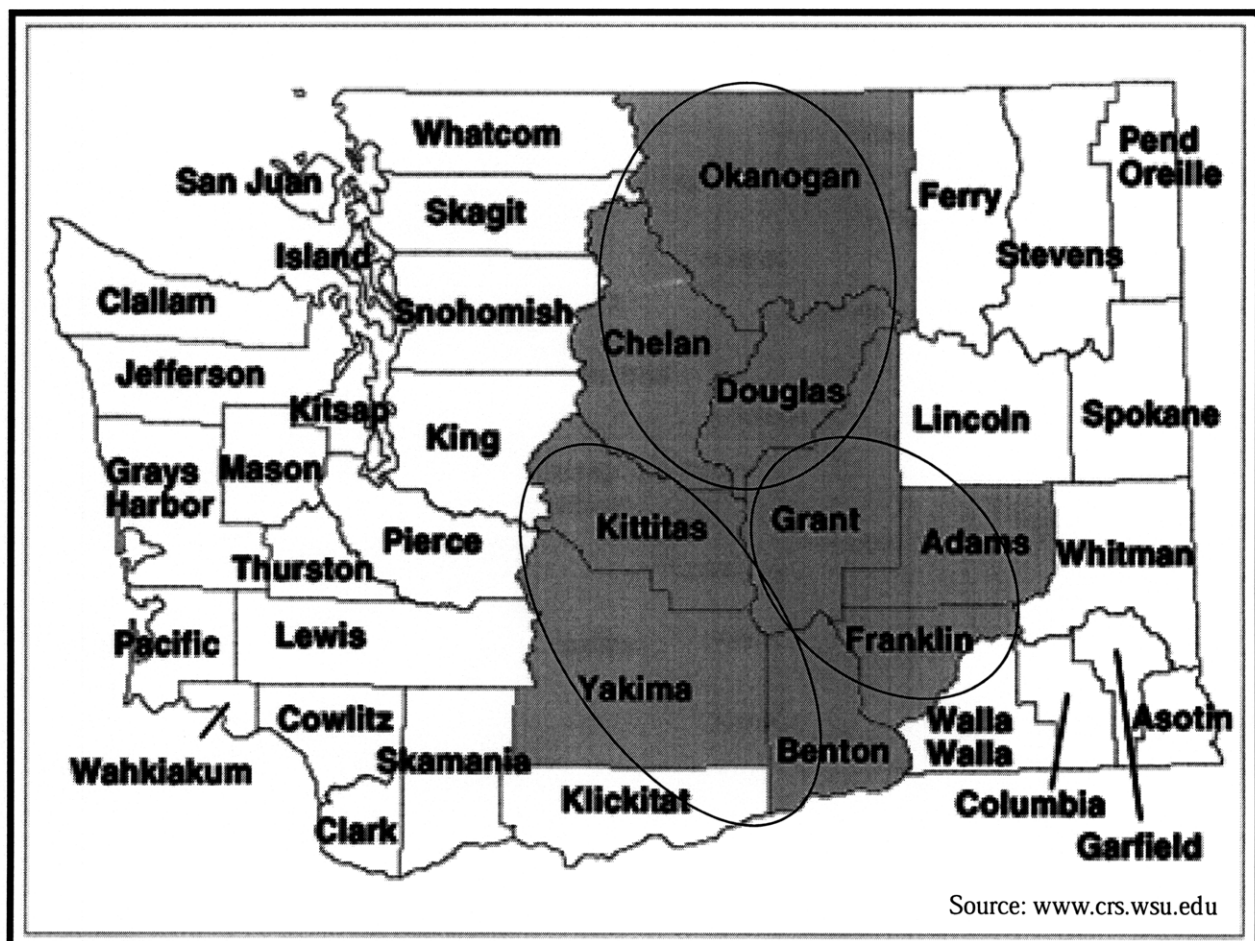 Whatcom
Okanogan
Pend
Oreille
San Juan
Skagit
Ferry
Island
Stevens
Clallam
Snohomish
Chelan
Jefferson
Douglas
Kitsap
King
Lincoln
Spokane
Grays
Harbor
Mason
Kittitas
Grant
Pierce
Adams
Whitman
Thurston
Pacific
Lewis
Franklin
Yakima
Cowlitz
Walla
Walla
Asotin
Wahkiakum
Skamania
Benton
Klickitat
Columbia
Clark
Garfield
Source: www.crs.wsu.edu